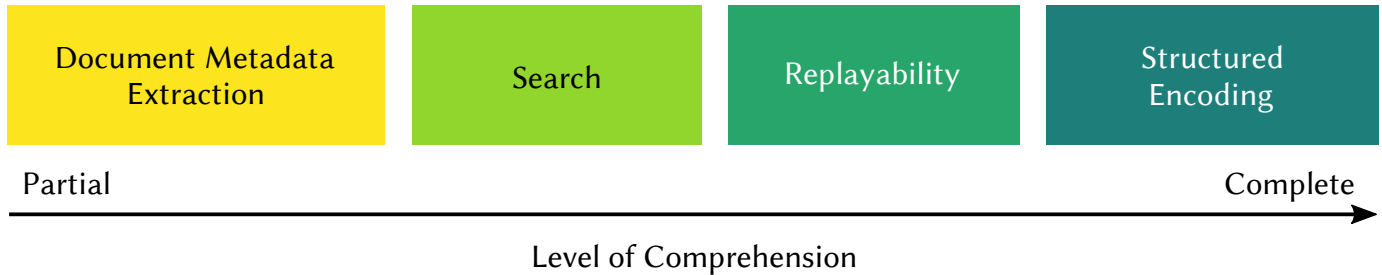 Document Metadata
Extraction
Search
Replayability
Structured
Encoding
Partial
Complete
Level of Comprehension